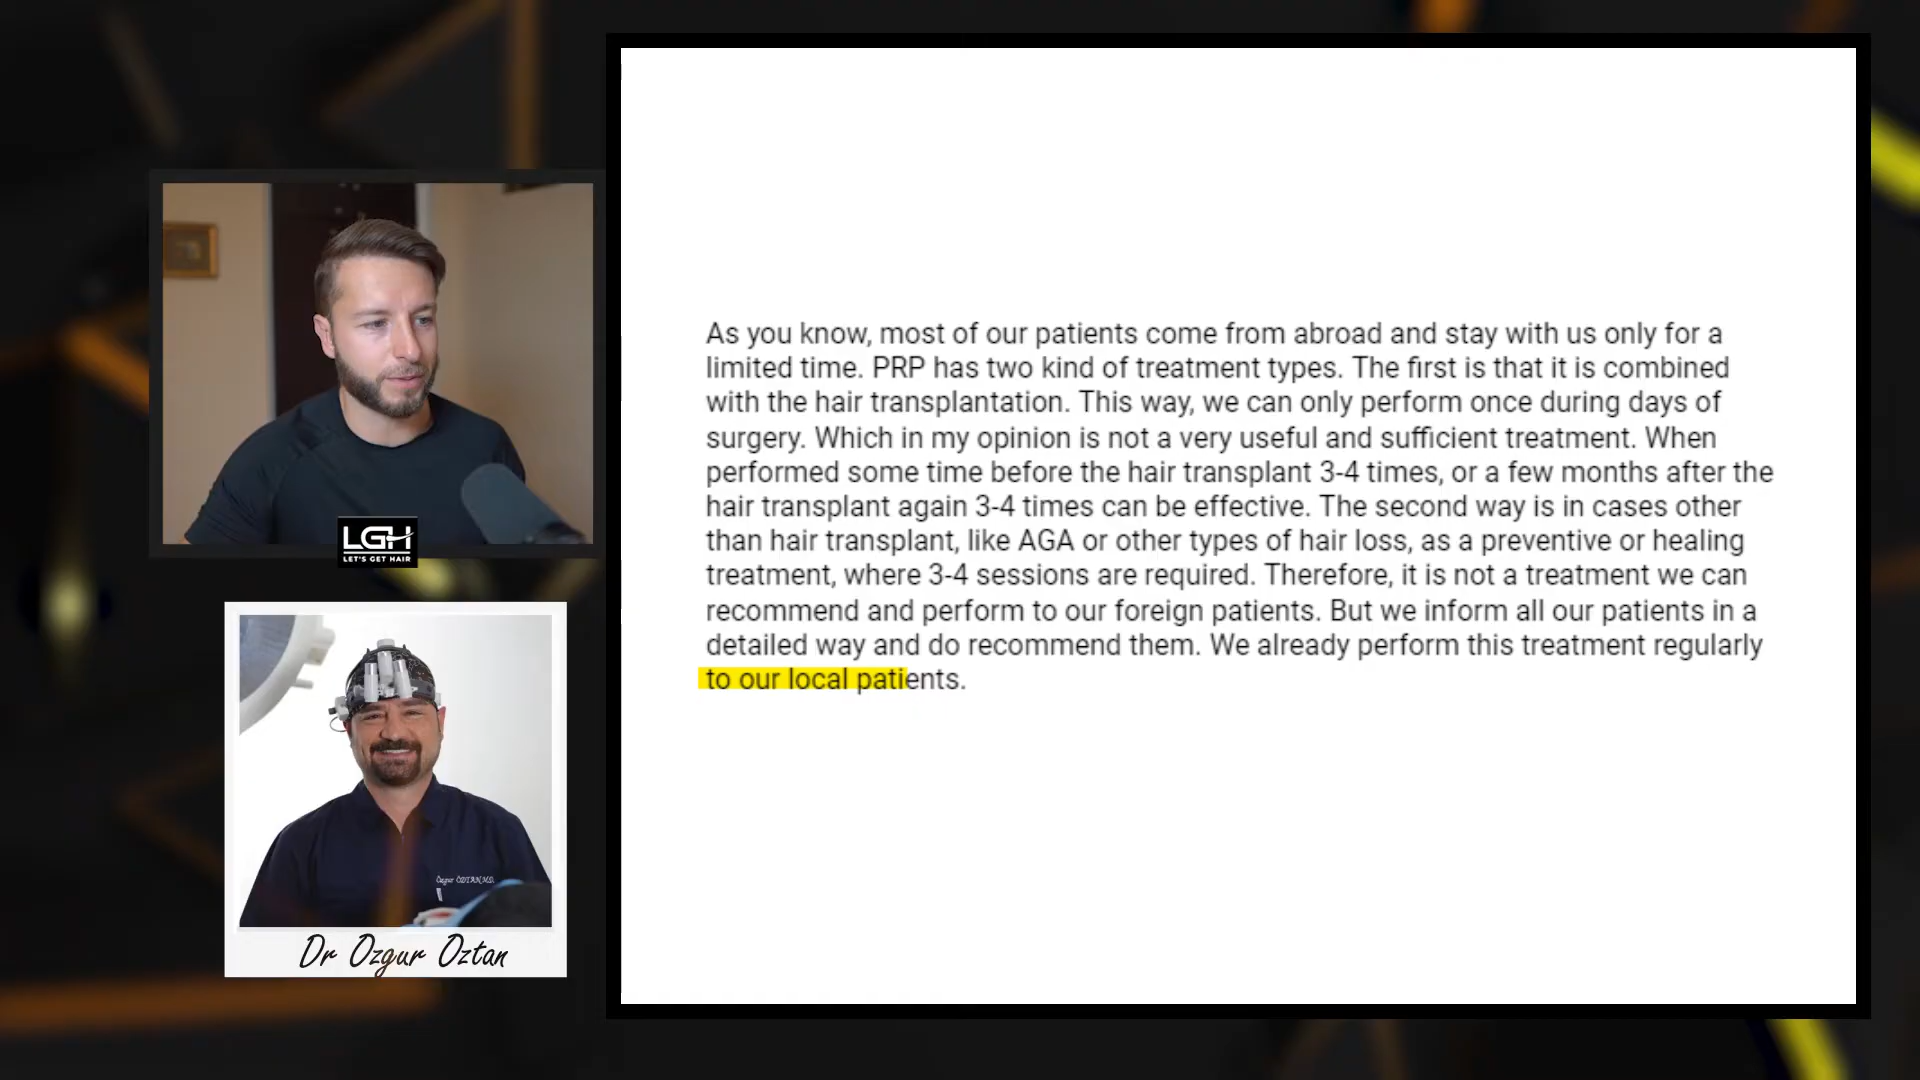 As you know, most of our patients come from abroad and stay with us only for a
limited time. PRP has two kind of treatment types. The first is that it is combined
with the hair transplantation. This way, we can only perform once during days of
surgery. Which in my opinion is not a very useful and sufficient treatment. When
performed some time before the hair transplant 3-4 times, or a few months after the
hair transplant again 3-4 times can be effective. The second way is in cases other
than hair transplant, like AGA or other types of hair loss, as a preventive or healing
treatment, where 3-4 sessions are required. Therefore, it is not a treatment we can
recommend and perform to our foreign patients. But we inform all our patients in a
detailed way and do recommend them. We already perform this treatment regularly
to our local patients.
LGH
LET'S GET HAIR
Özgur ÖZTAN,MD.
Dr Ozgur Oztan